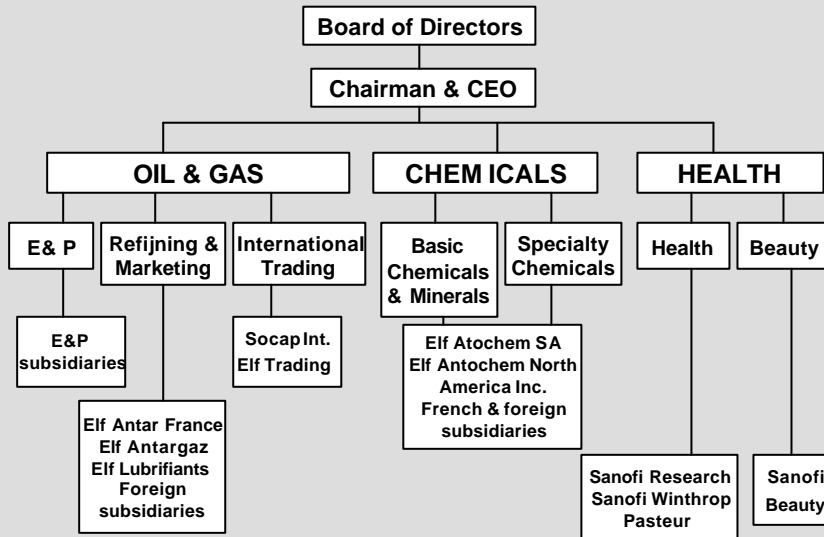 Board of Directors
Chairman & CEO
OIL & GAS
CHEM ICALS
HEALTH
E& P
Refijning &
Marketing
International
Trading
Basic
Chemicals
& Minerals
Specialty
Chemicals
Health
Beauty
E&P
subsidiaries
Socap Int.
Elf Trading
Elf Atochem SA
Elf Antochem North
America Inc.
French & foreign
subsidiaries
Elf Antar France
Elf Antargaz
Elf Lubrifiants
Foreign
subsidiaries
Sanofi Research
Sanofi Winthrop
Pasteur
Sanofi
Beauty